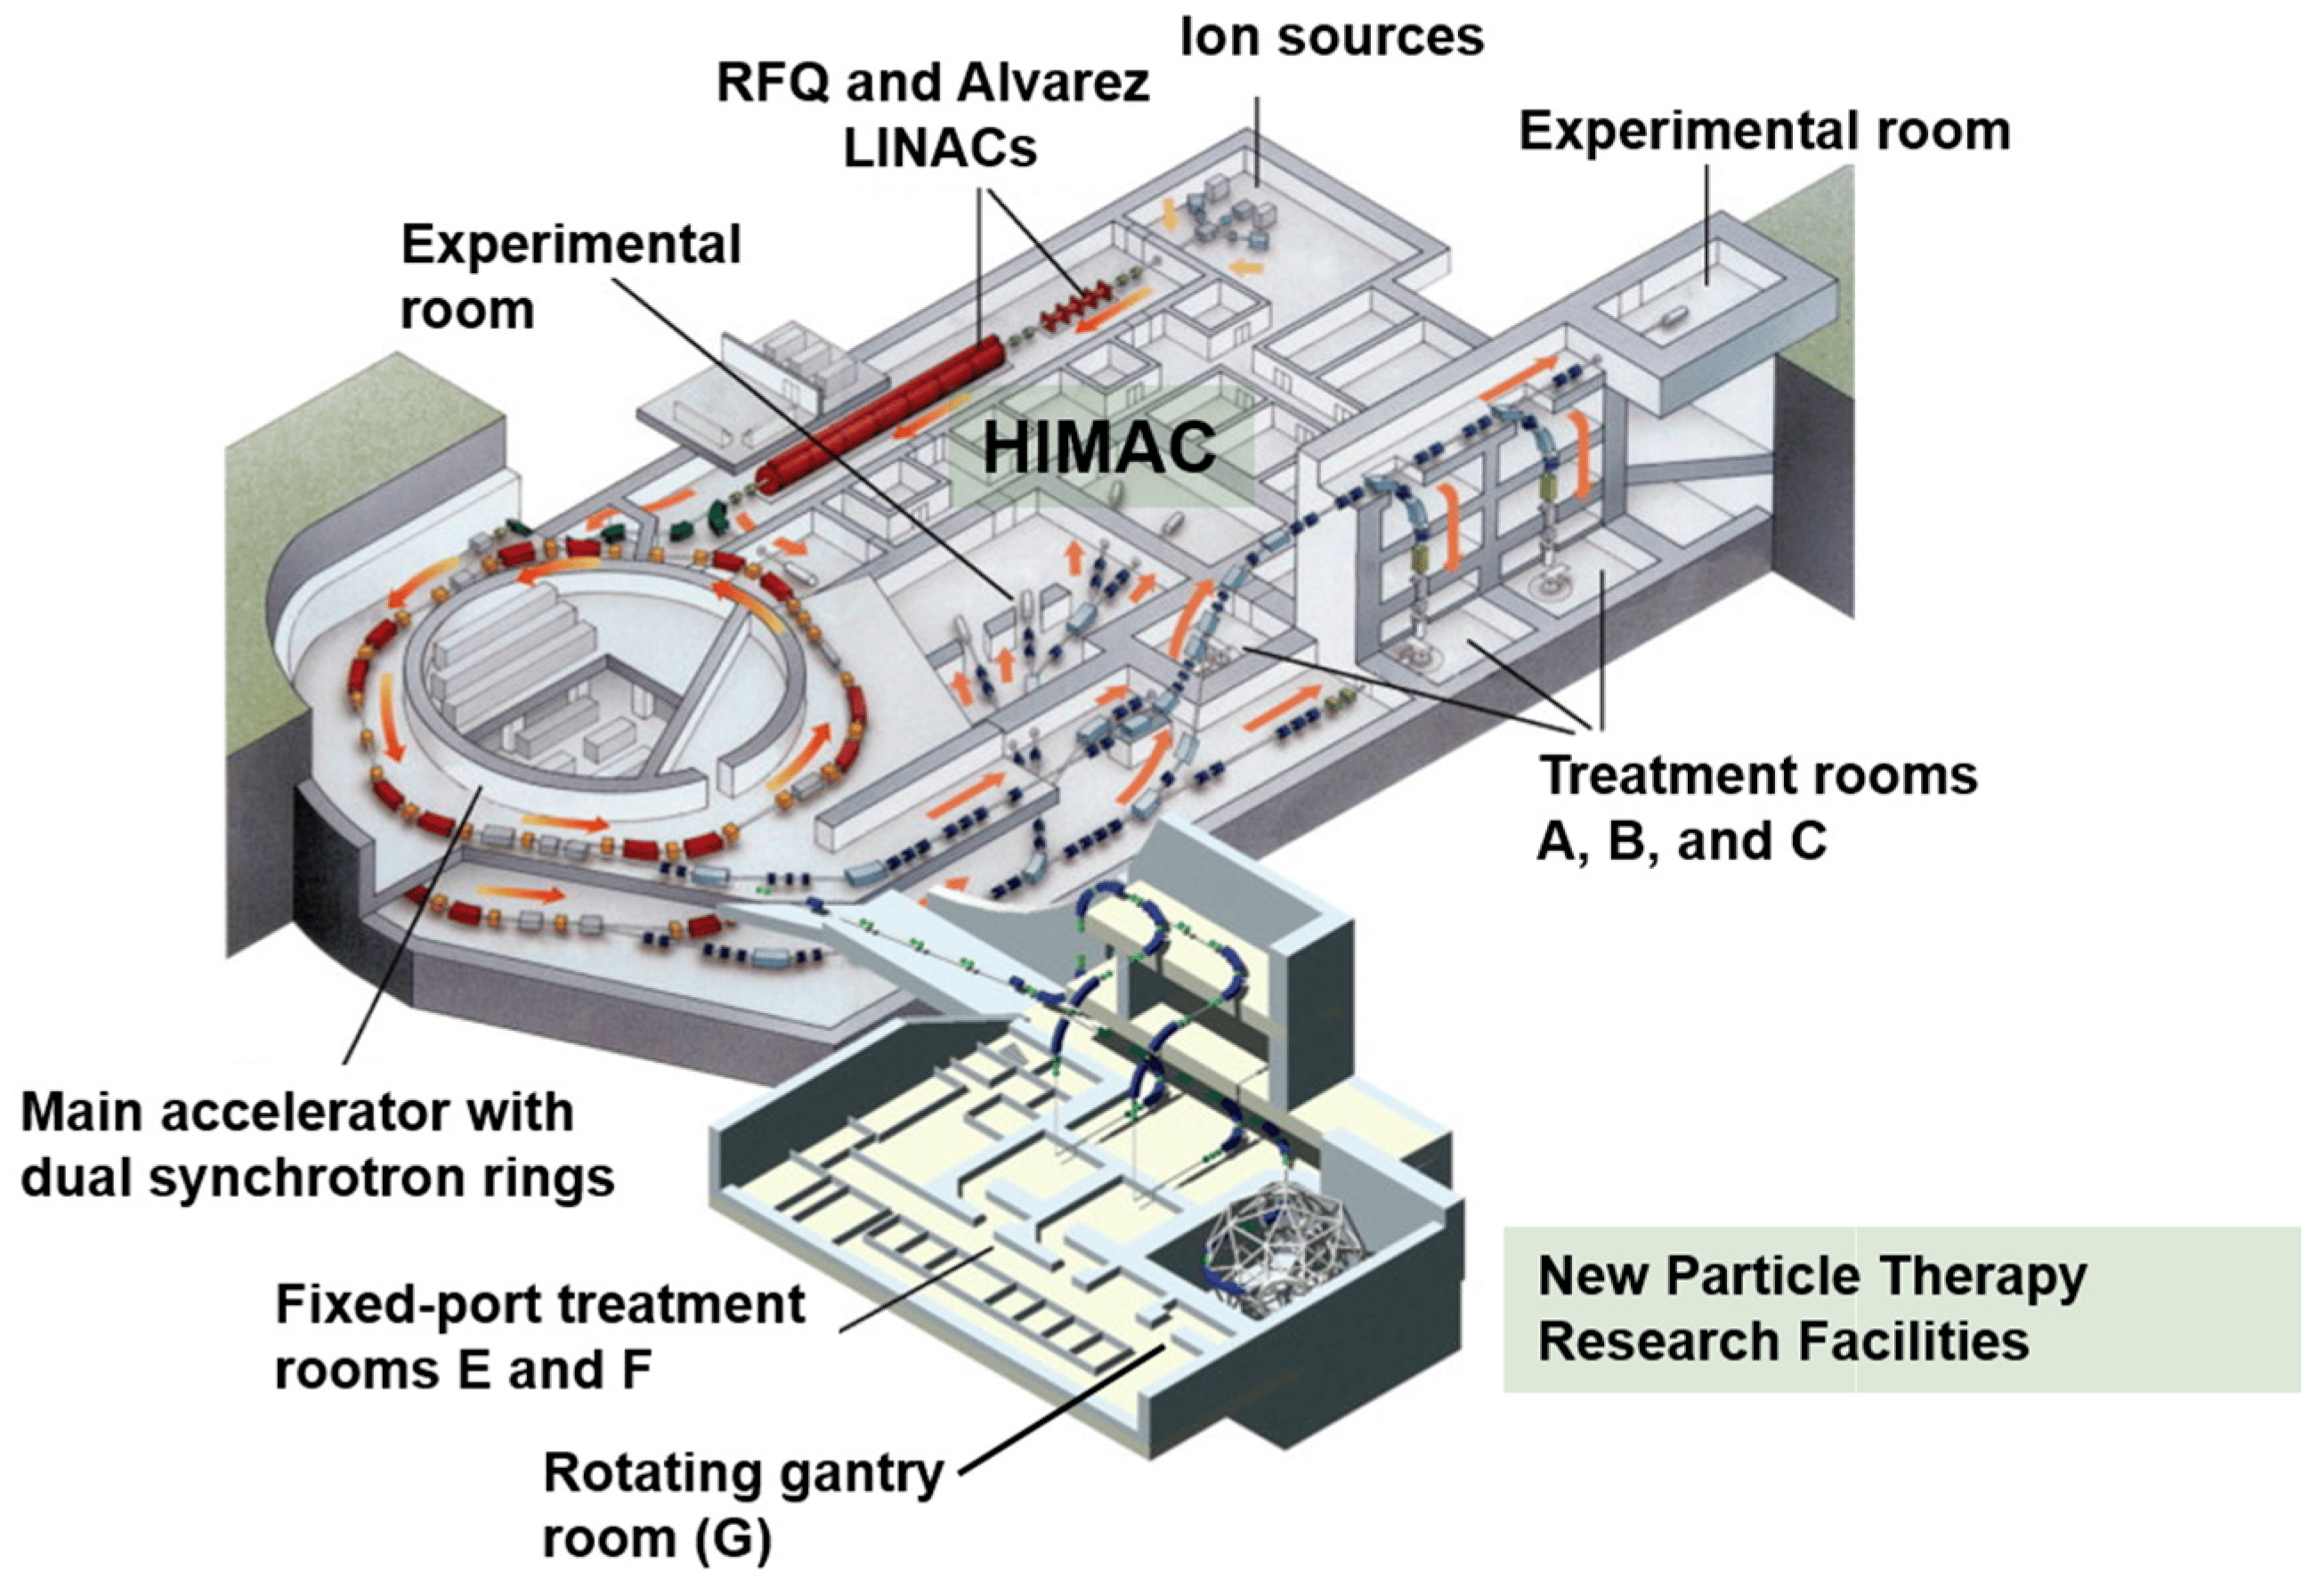 Ion sources
RFQ and Alvarez
LINACs
Experimental room
Experimental
room
HIMAC
Treatment rooms
A, B, and C
Main accelerator with
dual synchrotron rings
Fixed-port treatment
rooms E and F
New Particle Therapy
Research Facilities
Rotating gantry
room (G)